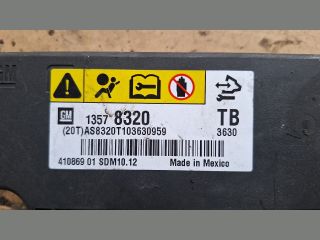 GM 1357 8320 TB
(20T)AS8320T103630959 3630
410869 01 SDM10.12 Made in Mexico